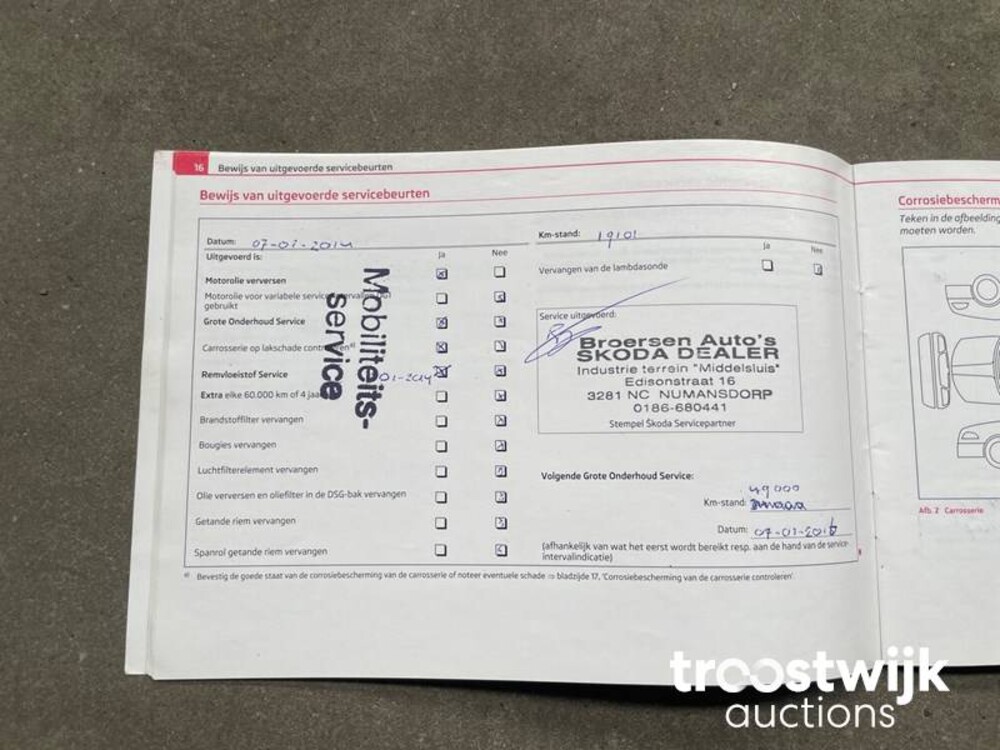 16 Bewijs van uitgevoerde servicebeurten
Bewijs van uitgevoerde servicebeurten
Datum: 07-01-2014
Km-stand: 19101
Uitgevoerd is:
Ja Nee
Ja Nee
Motorolie verversen
Motorolie voor variabele service
gebruikt
Grote Onderhoud Service
Carrosserie op lakschade controleren a)
Remvloeistof Service 01-2014
Extra elke 60.000 km of 4 jaa
Brandstoffilter vervangen
Bougies vervangen
Luchtfilterelement vervangen
Olie verversen en oliefilter in de DSG-bak vervangen
Getande riem vervangen
Spanrol getande riem vervangen
Mobiliteits-
service
Vervangen van de lambdasonde
Service uitgevoerd:
Broersen Auto's
SKODA DEALER
Industrie terrein "Middelsluis"
Edisonstraat 16
3281 NC NUMANSDORP
0186-680441
Stempel Škoda Servicepartner
Volgende Grote Onderhoud Service:
49000
Km-stand:
Datum: 07-01-2016
(afhankelijk van wat het eerst wordt bereikt resp. aan de hand van de service-
intervalindicatie)
a) Bevestig de goede staat van de corrosiebescherming van de carrosserie of noteer eventuele schade op bladzijde 17, 'Corrosiebescherming van de carrosserie controleren'.
Corrosiebescherm
Teken in de afbeelding
moeten worden.
Afb. 2 Carrosserie
troostwijk
auctions